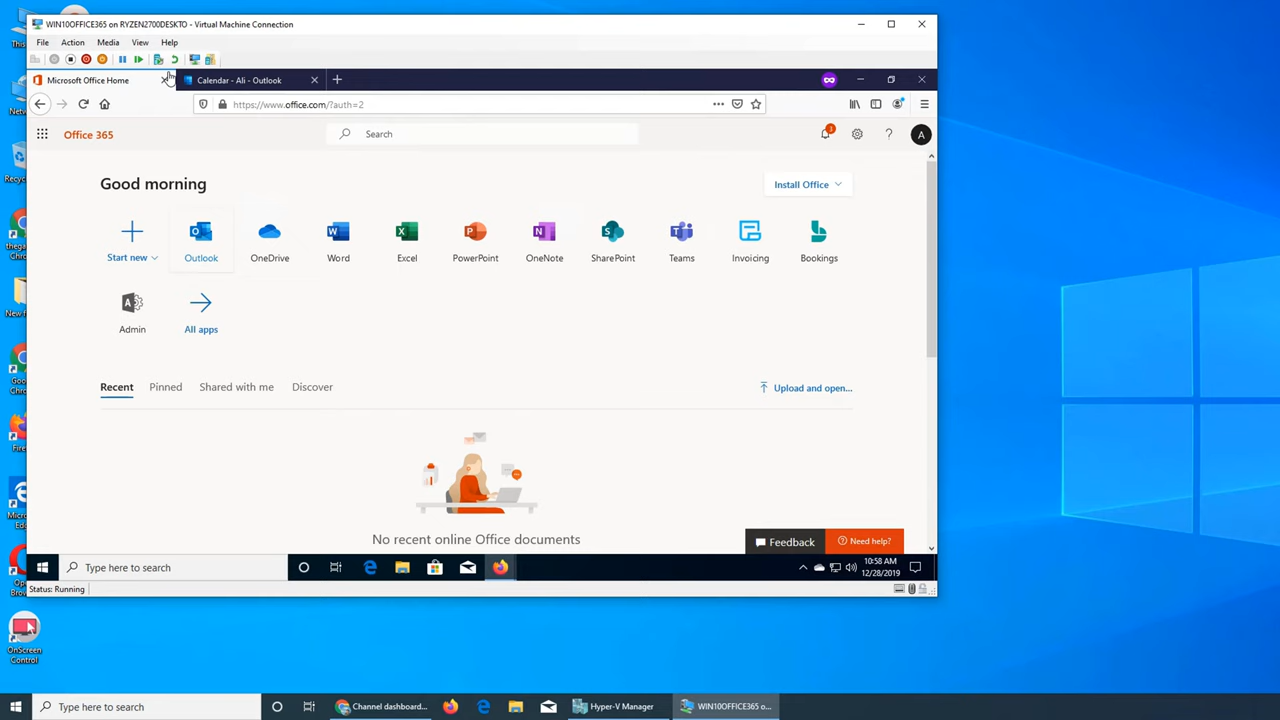 WIN10OFFICE365 on RYZEN2700DESKTO - Virtual Machine Connection
File Action Media View Help
Microsoft Office Home
Calendar - Ali - Outlook
https://www.office.com/?auth=2
Office 365
Search
3
A
Good morning
Install Office
Start new
Outlook
OneDrive
Word
Excel
PowerPoint
OneNote
SharePoint
Teams
Invoicing
Bookings
Admin
All apps
Recent Pinned Shared with me Discover
Upload and open...
No recent online Office documents
Feedback
Need help?
Type here to search
10:58 AM
12/28/2019
Status: Running
OnScreen
Control
Type here to search
Channel dashboard...
Hyper-V Manager
WIN10OFFICE365 o...